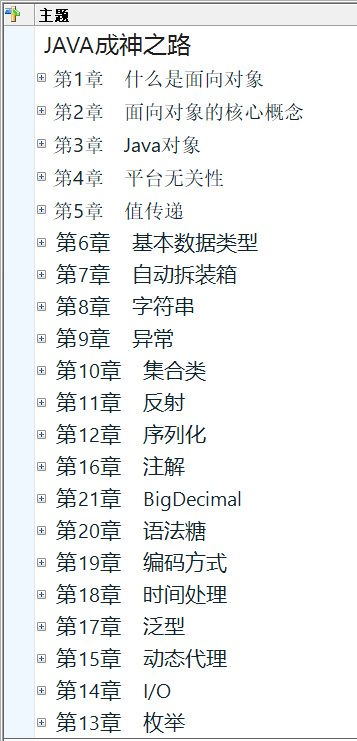 主题
JAVA成神之路
第1章 什么是面向对象
第2章 面向对象的核心概念
第3章 Java对象
第4章 平台无关性
第5章 值传递
第6章 基本数据类型
第7章 自动拆装箱
第8章 字符串
第9章 异常
第10章 集合类
第11章 反射
第12章 序列化
第16章 注解
第21章 BigDecimal
第20章 语法糖
第19章 编码方式
第18章 时间处理
第17章 泛型
第15章 动态代理
第14章 I/O
第13章 枚举